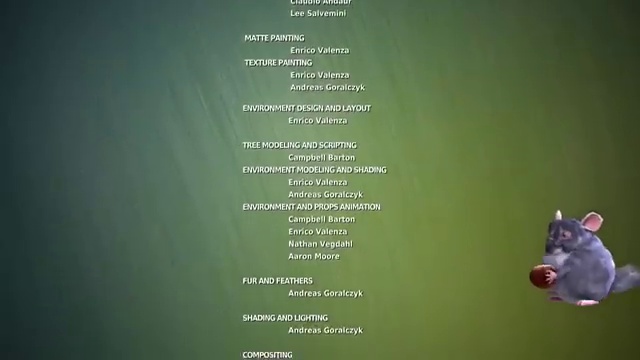 Claudio Andaur
Lee Salvemini
MATTE PAINTING
Enrico Valenza
TEXTURE PAINTING
Enrico Valenza
Andreas Goralczyk
ENVIRONMENT DESIGN AND LAYOUT
Enrico Valenza
TREE MODELING AND SCRIPTING
Campbell Barton
ENVIRONMENT MODELING AND SHADING
Enrico Valenza
Andreas Goralczyk
ENVIRONMENT AND PROPS ANIMATION
Campbell Barton
Enrico Valenza
Nathan Vegdahl
Aaron Moore
FUR AND FEATHERS
Andreas Goralczyk
SHADING AND LIGHTING
Andreas Goralczyk
COMPOSITING